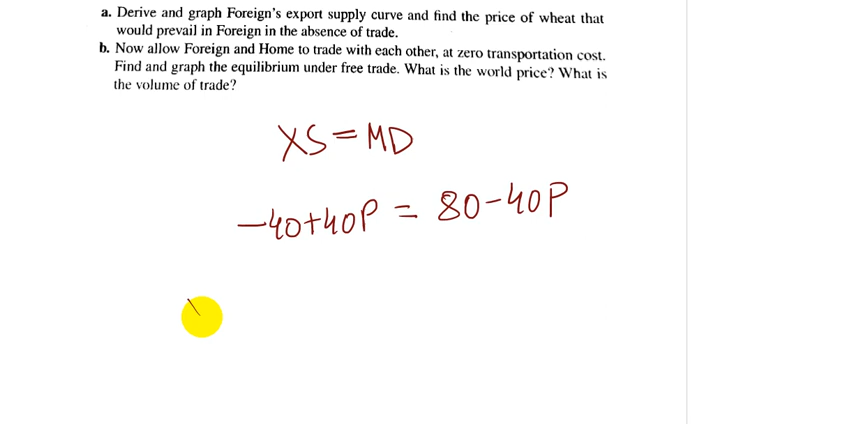 a. Derive and graph Foreign's export supply curve and find the price of wheat that
would prevail in Foreign in the absence of trade.
b. Now allow Foreign and Home to trade with each other, at zero transportation cost.
Find and graph the equilibrium under free trade. What is the world price? What is
the volume of trade?
XS=MD
-40+40P = 80-40P